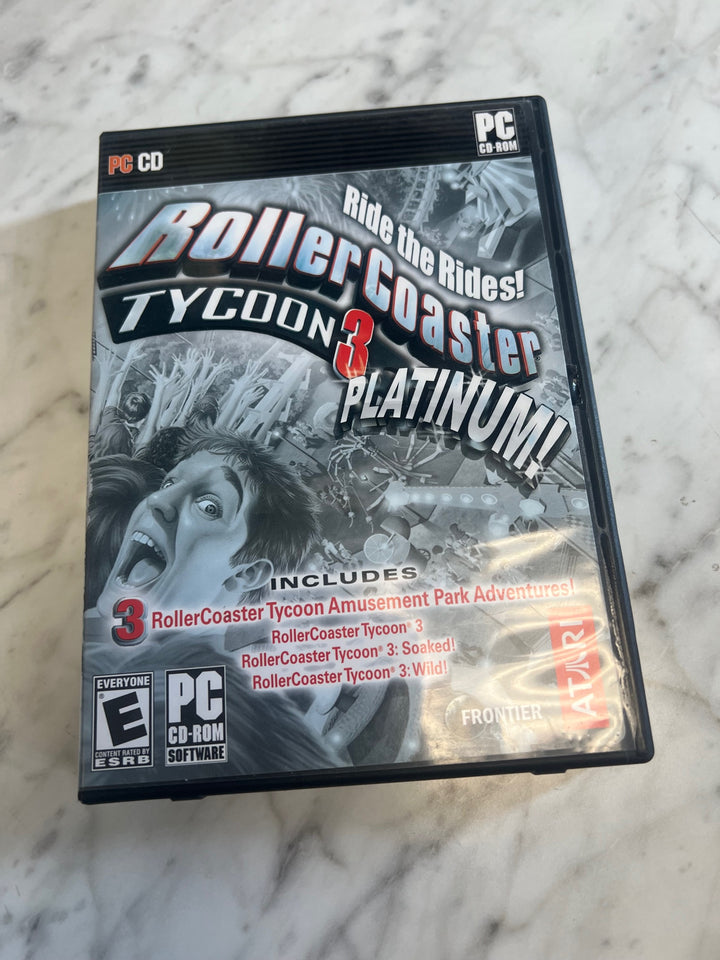 PC CD
PC
CD-ROM
Ride the Rides!
RollerCoaster
TYCOON 3
PLATINUM!
INCLUDES
3 RollerCoaster Tycoon Amusement Park Adventures!
RollerCoaster Tycoon® 3
RollerCoaster Tycoon® 3: Soaked!
RollerCoaster Tycoon® 3: Wild!
EVERYONE
E
®
CONTENT RATED BY
ESRB
PC
CD-ROM
SOFTWARE
FRONTIER
ATARI